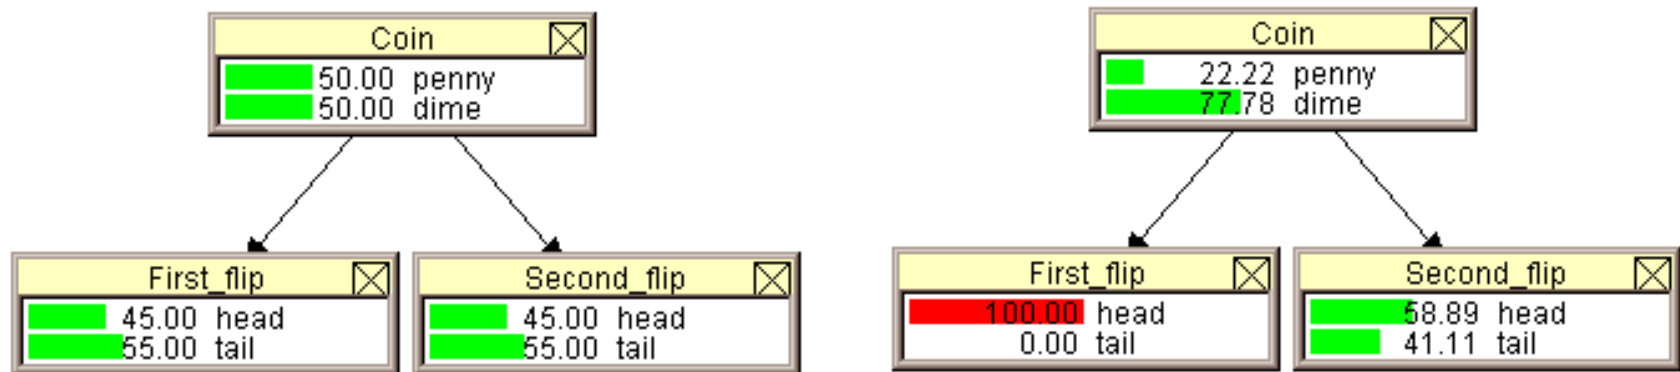 Coin
50.00 penny
50.00 dime
First_flip
45.00 head
55.00 tail
Second_flip
45.00 head
55.00 tail
Coin
22.22 penny
77.78 dime
First_flip
100.00 head
0.00 tail
Second_flip
58.89 head
41.11 tail